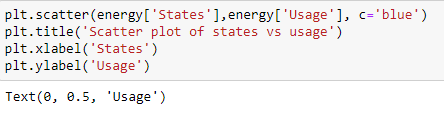 plt.scatter(energy['States'],energy['Usage'], c='blue')
plt.title('Scatter plot of states vs usage')
plt.xlabel('States')
plt.ylabel('Usage')
Text(0, 0.5, 'Usage')